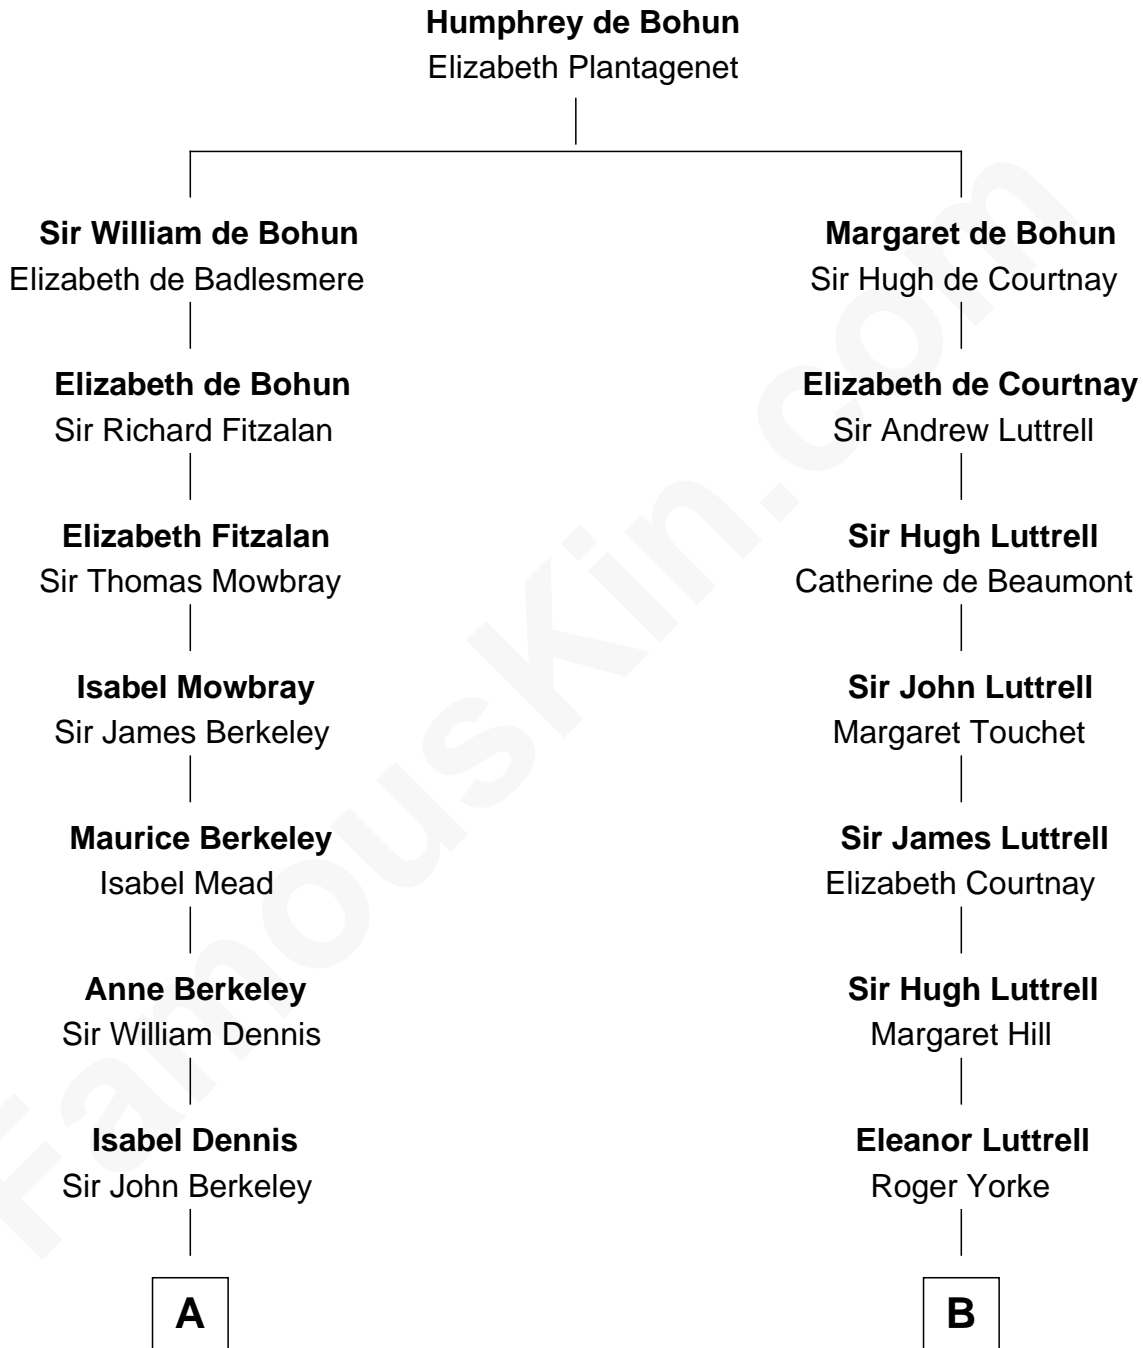 Humphrey de Bohun
Elizabeth Plantagenet
Sir William de Bohun
Elizabeth de Badlesmere
Margaret de Bohun
Sir Hugh de Courtnay
Elizabeth de Bohun
Sir Richard Fitzalan
Elizabeth de Courtnay
Sir Andrew Luttrell
Elizabeth Fitzalan
Sir Thomas Mowbray
Sir Hugh Luttrell
Catherine de Beaumont
Isabel Mowbray
Sir James Berkeley
Sir John Luttrell
Margaret Touchet
Maurice Berkeley
Isabel Mead
Sir James Luttrell
Elizabeth Courtnay
Anne Berkeley
Sir William Dennis
Sir Hugh Luttrell
Margaret Hill
Isabel Dennis
Sir John Berkeley
Eleanor Luttrell
Roger Yorke
A
B
FamousKin.com